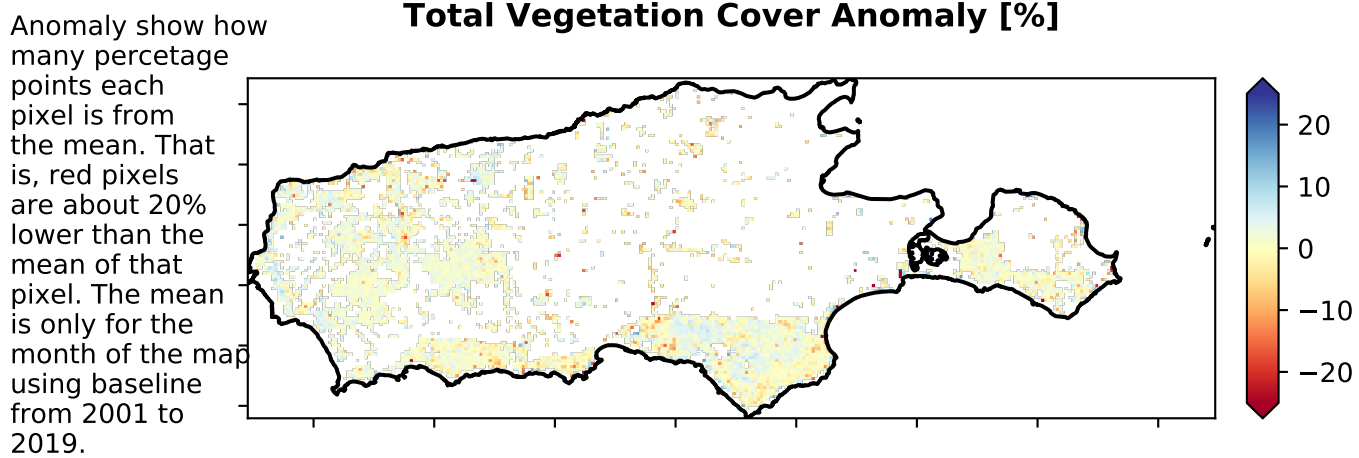 Total Vegetation Cover Anomaly [%]
Anomaly show how
many percetage
points each
pixel is from
the mean. That
is, red pixels
are about 20%
lower than the
mean of that
pixel. The mean
is only for the
month of the map
using baseline
from 2001 to
2019.
20
10
0
−10
−20